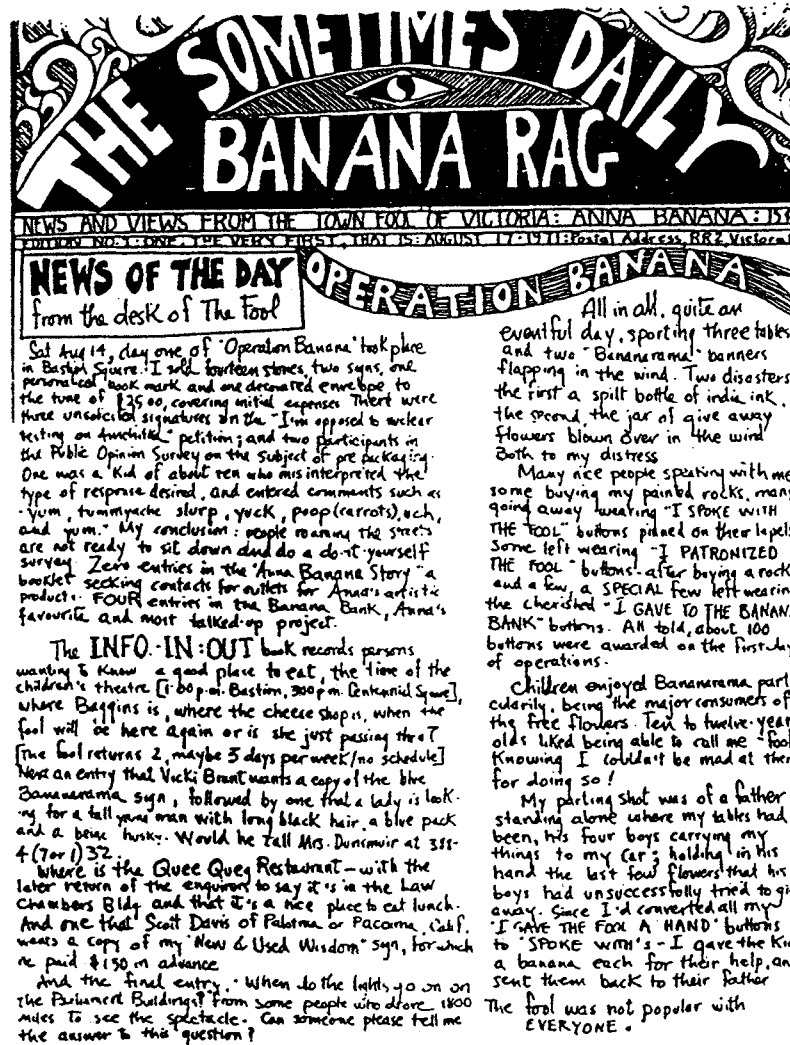 THE SOMETIMES DAILY
BANANA RAG
NEWS AND VIEWS FROM THE TOWN FOOL OF VICTORIA: ANNA BANANA:
EDITION NO. 1: ONE, THE VERY FIRST, THAT IS: AUGUST 17·1971: Postal Address, RR2, Victoria
NEWS OF THE DAY
from the desk of The Fool
OPERATION BANANA
Sat Aug 14, day one of "Operation Banana" took place
in Bastion Square. I sold fourteen stones, two signs, one
personalized book mark and one decorated envelope to
the tune of $25.00, covering initial expenses There were
three unsolicited signatures on the "I'm opposed to nuclear
testing on Amchitka" petition; and two participants in
the Public Opinion Survey on the subject of pre packaging.
One was a kid of about ten who misinterpreted the
type of response desired, and entered comments such as
"yum, tummyache slurp, yuck, poop (carrots), och,
and yum." My conclusion: people roaming the streets
are not ready to sit down and do a do-it-yourself
survey. Zero entries in the "Anna Banana Story" a
booklet seeking contacts for outlets for Anna's artistic
products. FOUR entries in the Banana Bank, Anna's
favourite and most talked-up project.
The INFO.-IN:OUT book records persons
wanting to know a good place to eat, the time of the
children's theatre [1:00 p.m. Bastion, 3:00 p.m. Centennial Square],
where Baggins is, where the cheese shop is, when the
fool will be here again or is she just passing thro?
[The fool returns 2, maybe 3 days per week/no schedule]
Next an entry that Vicki Brant wants a copy of the blue
Bananarama sign, followed by one that a lady is look-
ing for a tall young man with long black hair, a blue pack
and a beige husky. Would he call Mrs. Dunsmuir at 388-
4(7 or 1)32.
Where is the Quee Queg Restaurant - with the
later return of the enquirer to say it's in the Law
Chambers Bldg and that it's a nice place to eat lunch.
And one that Scott Davis of Paloma or Pacoima, Calif.
wants a copy of my "New & Used Wisdom" sign, for which
he paid $1.50 in advance
And the final entry, "When do the lights go on on
the Parliament Buildings?" from some people who drove 1800
miles to see the spectacle. Can someone please tell me
the answer to this question?
All in all, quite an
eventful day, sporting three tables
and two "Bananarama" banners
flapping in the wind. Two disasters
the first a spilt bottle of india ink,
the second, the jar of give away
flowers blown over in the wind
Both to my distress
Many nice people speaking with me
some buying my painted rocks, many
going away wearing "I SPOKE WITH
THE FOOL" buttons pinned on their lapels
Some left wearing "I PATRONIZED
THE FOOL" buttons - after buying a rock
and a few, a SPECIAL few left wearin
the cherished "I GAVE TO THE BANAN
BANK" buttons. All told, about 100
buttons were awarded on the first day
of operations.
Children enjoyed Bananarama part
cularily, being the major consumers of
the free flowers. Ten to twelve-year
olds liked being able to call me "fool
Knowing I couldn't be mad at them
for doing so!
My parting shot was of a father
standing alone where my tables had
been, his four boys carrying my
things to my car; holding in his
hand the last few flowers that his
boys had unsuccessfully tried to gi
away. Since I'd converted all my
"I GAVE THE FOOL A HAND" buttons
to "SPOKE WITH'S - I gave the kid
a banana each for their help, an
sent them back to their father
The fool was not popular with
EVERYONE.